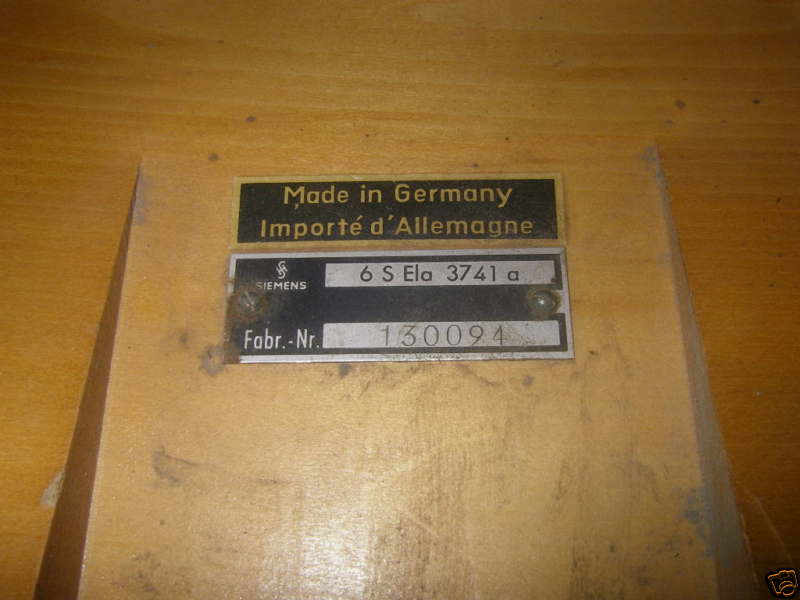 Made in Germany
Importé d'Allemagne
SIEMENS
6 S Ela 3741 a
Fabr.-Nr. 130094